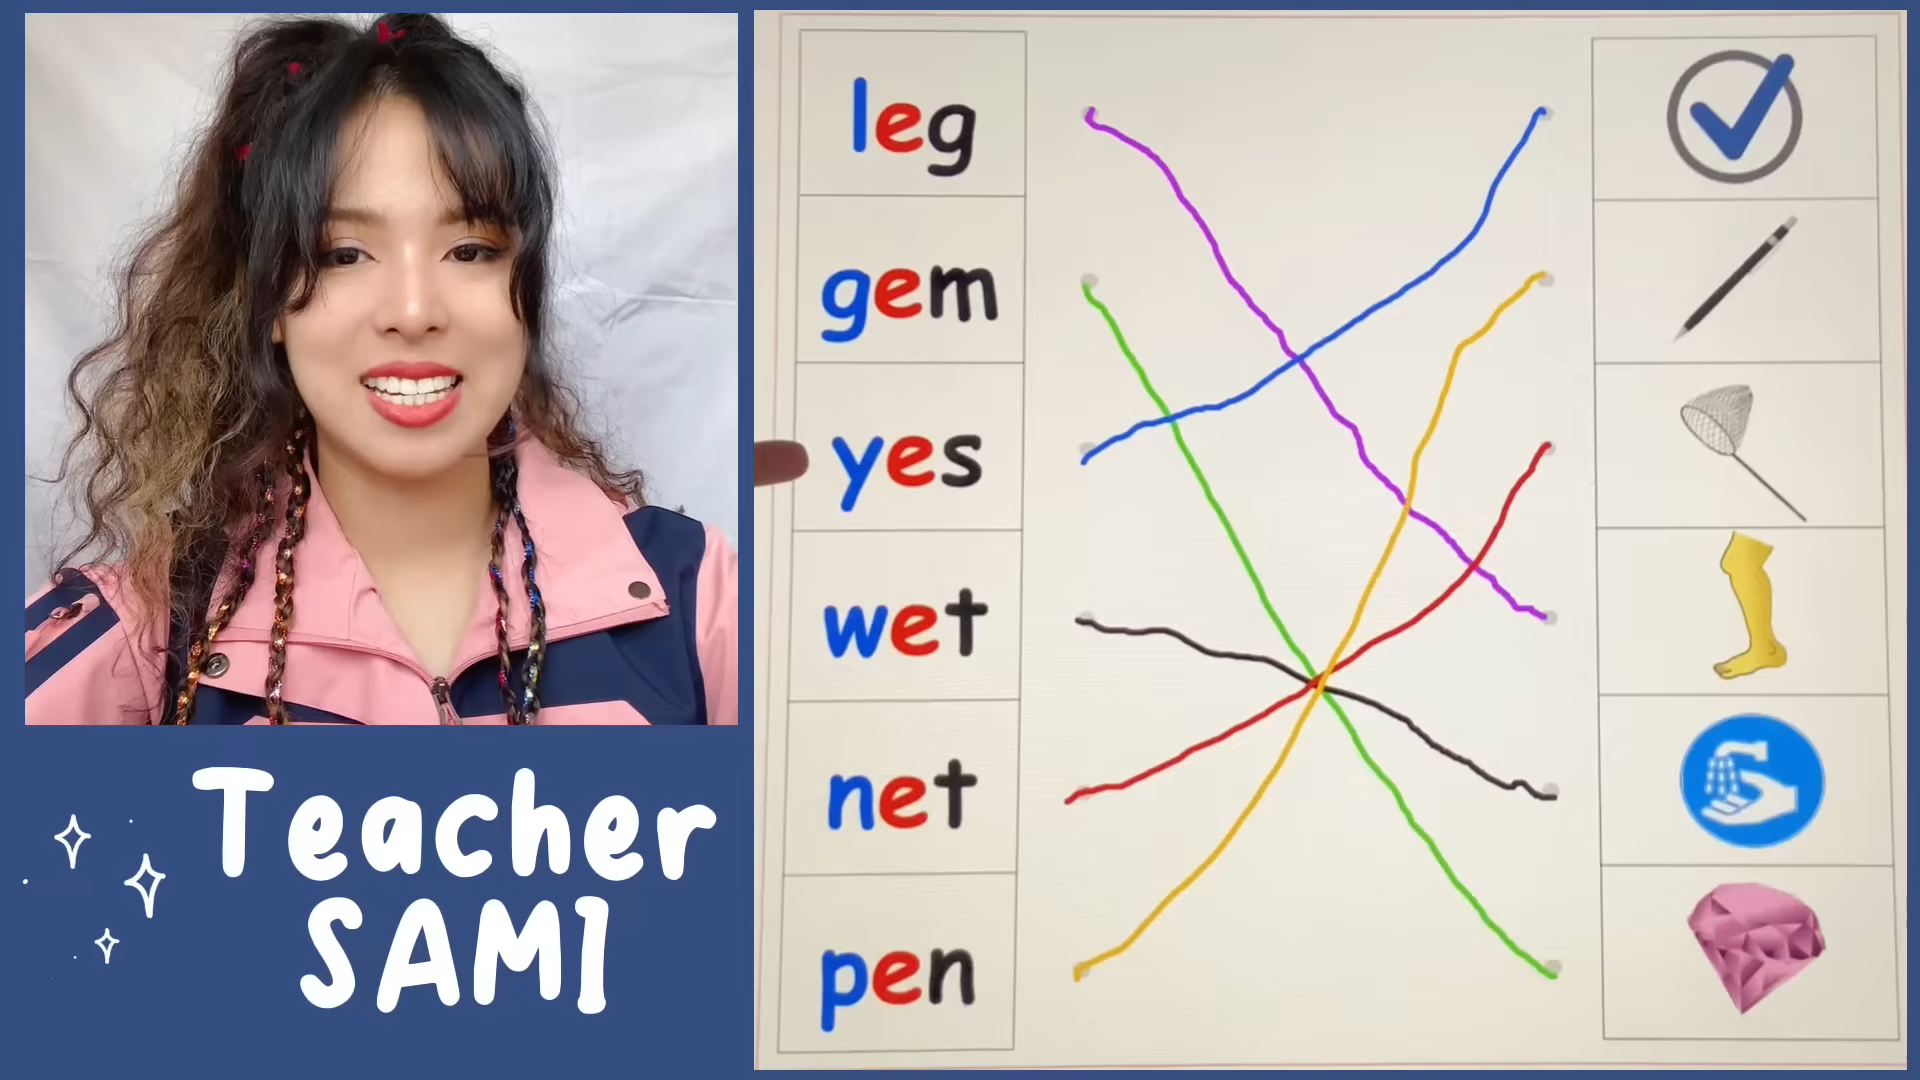 Teacher
SAMI
leg
gem
yes
wet
net
pen